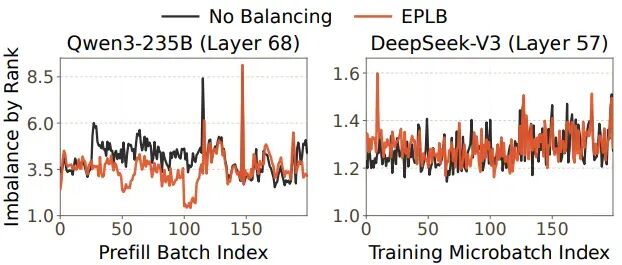 No Balancing EPLB
Qwen3-235B (Layer 68) DeepSeek-V3 (Layer 57)
Imbalance by Rank
8.5
6.0
3.5
1.0
0 50 100 150
Prefill Batch Index
1.6
1.4
1.2
1.0
0 50 100 150
Training Microbatch Index